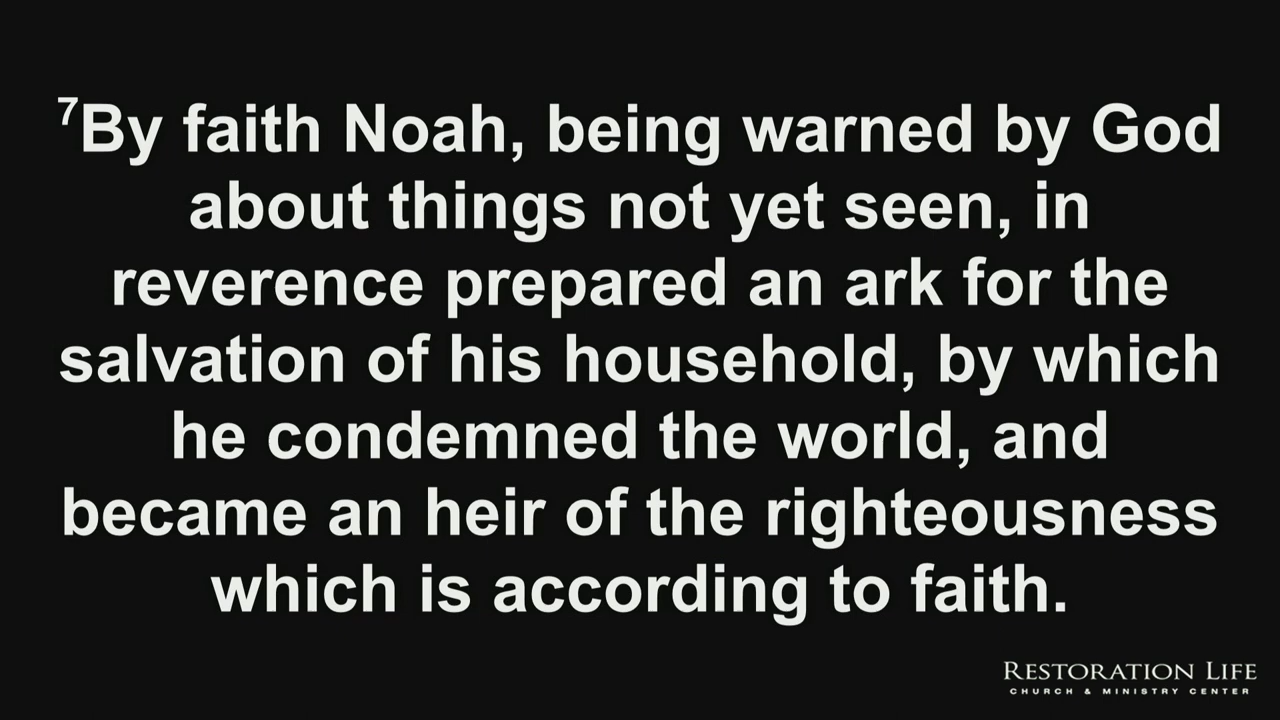 ⁷By faith Noah, being warned by God
about things not yet seen, in
reverence prepared an ark for the
salvation of his household, by which
he condemned the world, and
became an heir of the righteousness
which is according to faith.
RESTORATION LIFE
CHURCH & MINISTRY CENTER